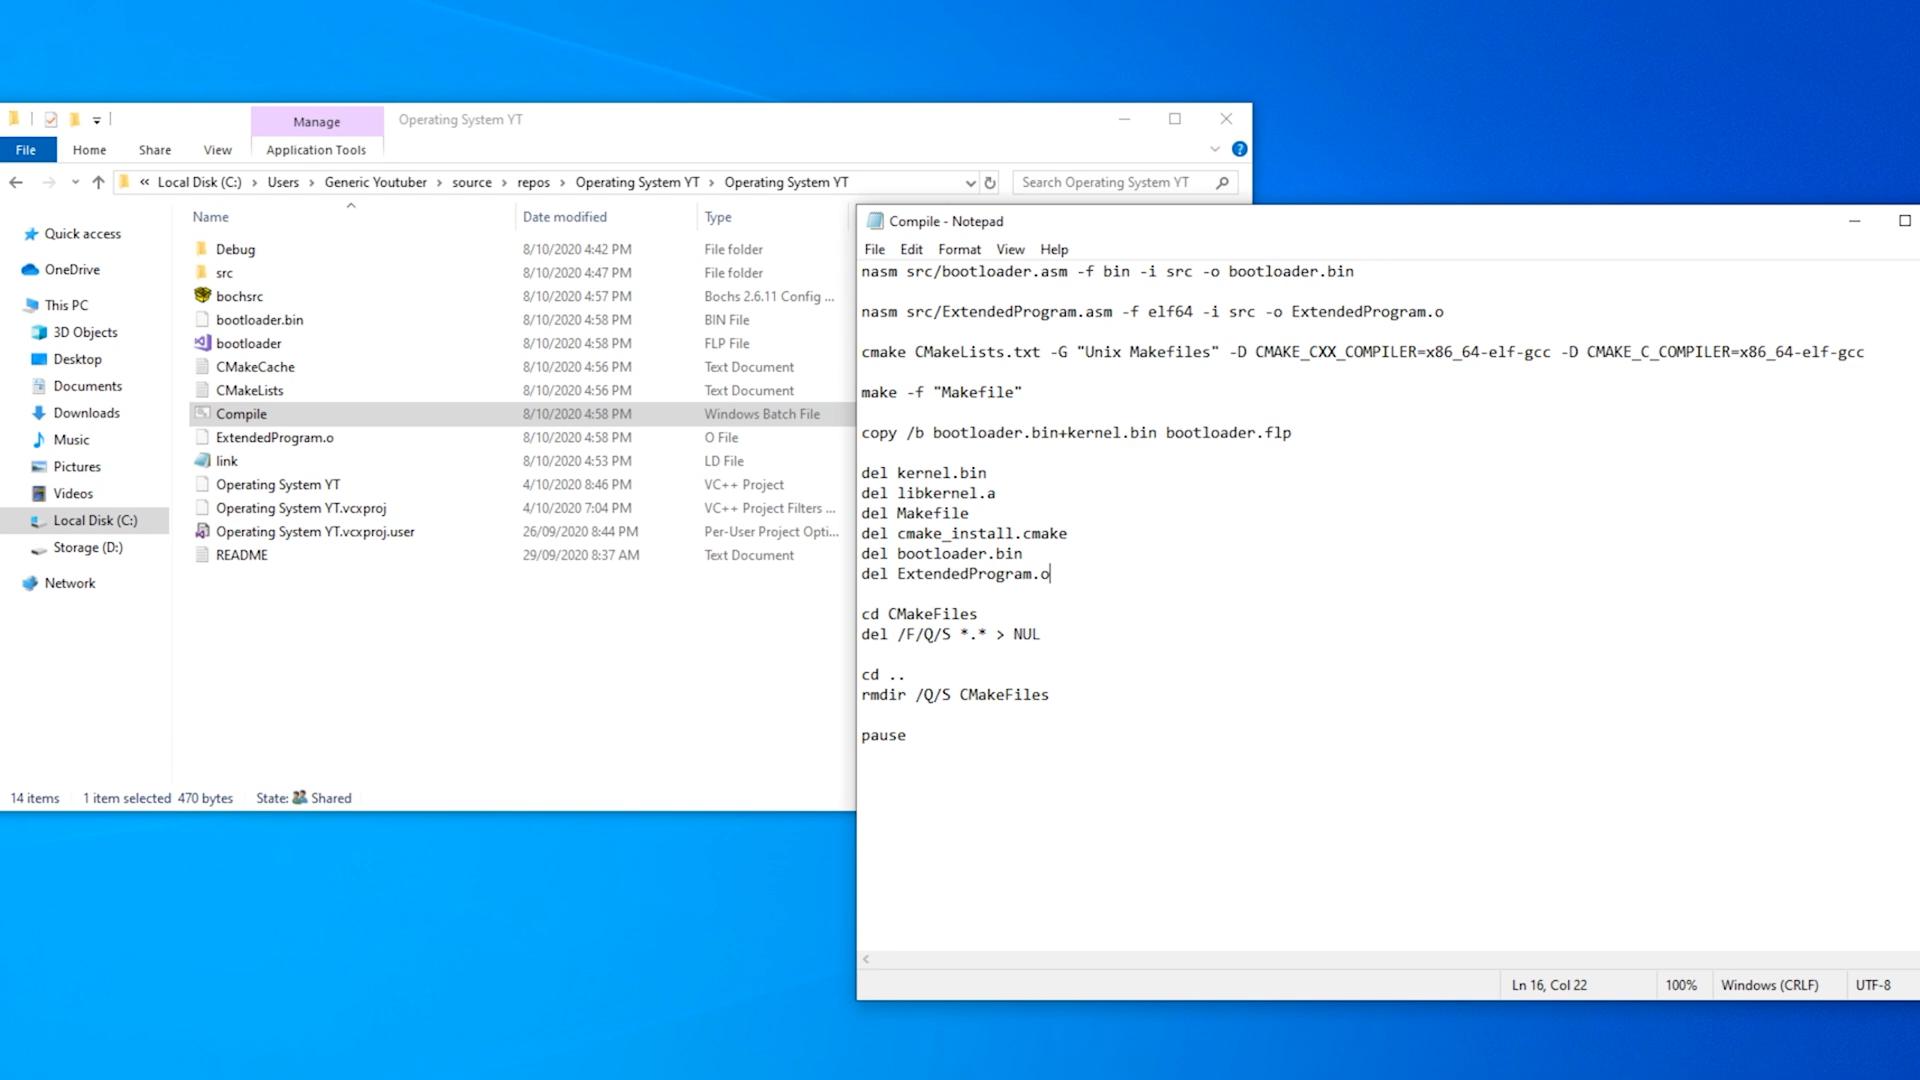 Manage
Operating System YT
File
Home
Share
View
Application Tools
« Local Disk (C:) › Users › Generic Youtuber › source › repos › Operating System YT › Operating System YT
Search Operating System YT
Name
Date modified
Type
Quick access
OneDrive
This PC
3D Objects
Desktop
Documents
Downloads
Music
Pictures
Videos
Local Disk (C:)
Storage (D:)
Network
Debug 8/10/2020 4:42 PM File folder
src 8/10/2020 4:47 PM File folder
bochsrc 8/10/2020 4:57 PM Bochs 2.6.11 Config ...
bootloader.bin 8/10/2020 4:58 PM BIN File
bootloader 8/10/2020 4:58 PM FLP File
CMakeCache 8/10/2020 4:56 PM Text Document
CMakeLists 8/10/2020 4:56 PM Text Document
Compile 8/10/2020 4:58 PM Windows Batch File
ExtendedProgram.o 8/10/2020 4:58 PM O File
link 8/10/2020 4:53 PM LD File
Operating System YT 4/10/2020 8:46 PM VC++ Project
Operating System YT.vcxproj 4/10/2020 7:04 PM VC++ Project Filters ...
Operating System YT.vcxproj.user 26/09/2020 8:44 PM Per-User Project Opti...
README 29/09/2020 8:37 AM Text Document
14 items 1 item selected 470 bytes State: Shared
Compile - Notepad
File Edit Format View Help
nasm src/bootloader.asm -f bin -i src -o bootloader.bin
nasm src/ExtendedProgram.asm -f elf64 -i src -o ExtendedProgram.o
cmake CMakeLists.txt -G "Unix Makefiles" -D CMAKE_CXX_COMPILER=x86_64-elf-gcc -D CMAKE_C_COMPILER=x86_64-elf-gcc
make -f "Makefile"
copy /b bootloader.bin+kernel.bin bootloader.flp
del kernel.bin
del libkernel.a
del Makefile
del cmake_install.cmake
del bootloader.bin
del ExtendedProgram.o
cd CMakeFiles
del /F/Q/S *.* > NUL
cd ..
rmdir /Q/S CMakeFiles
pause
Ln 16, Col 22 100% Windows (CRLF) UTF-8